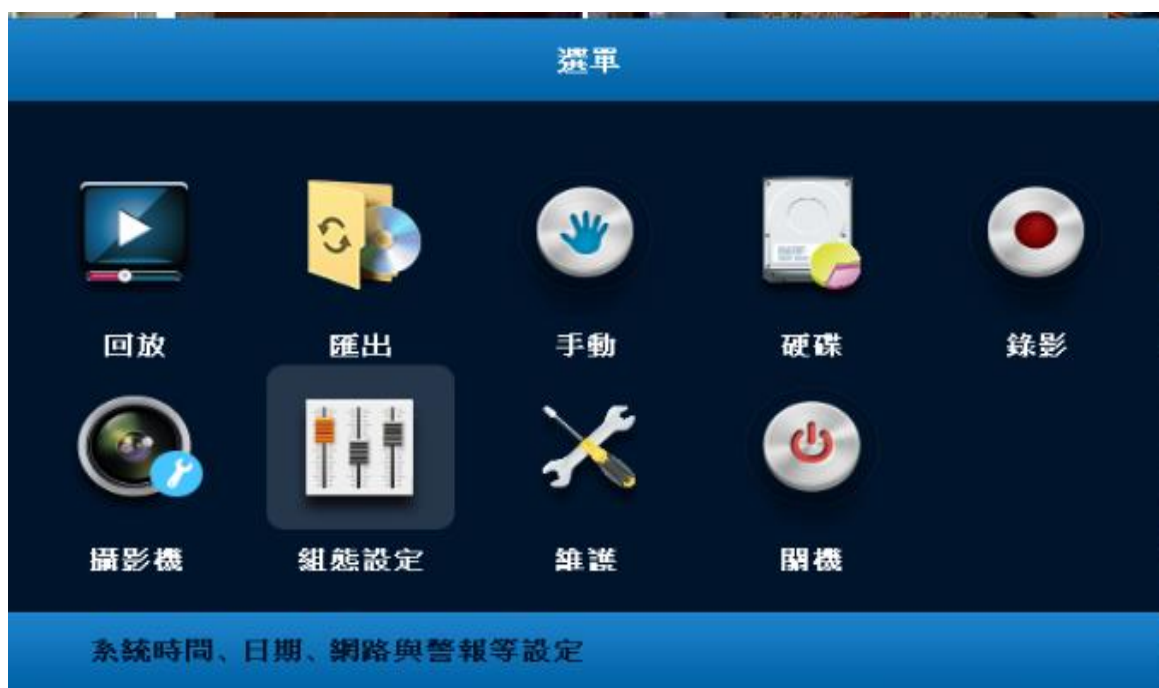 選單
回放 匯出 手動 硬碟 錄影
攝影機 組態設定 維護 關機
系統時間、日期、網路與警報等設定